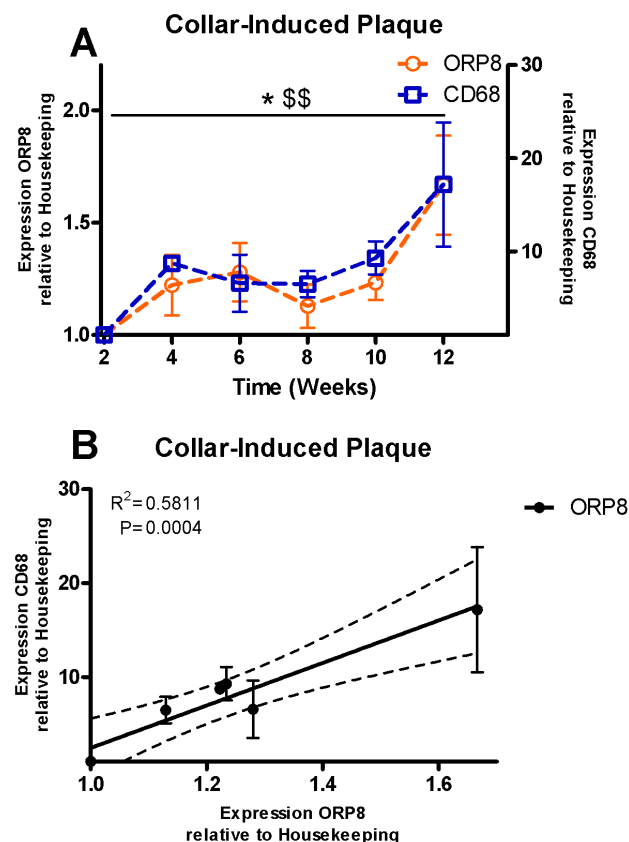 A
Collar-Induced Plaque
ORP8
CD68
* $$
Expression ORP8
relative to Housekeeping
2.0
1.5
1.0
30
20
10
Expression CD68
relative to Housekeeping
2 4 6 8 10 12
Time (Weeks)
B
Collar-Induced Plaque
R²=0.5811
P=0.0004
ORP8
Expression CD68
relative to Housekeeping
30
20
10
1.0 1.2 1.4 1.6
Expression ORP8
relative to Housekeeping